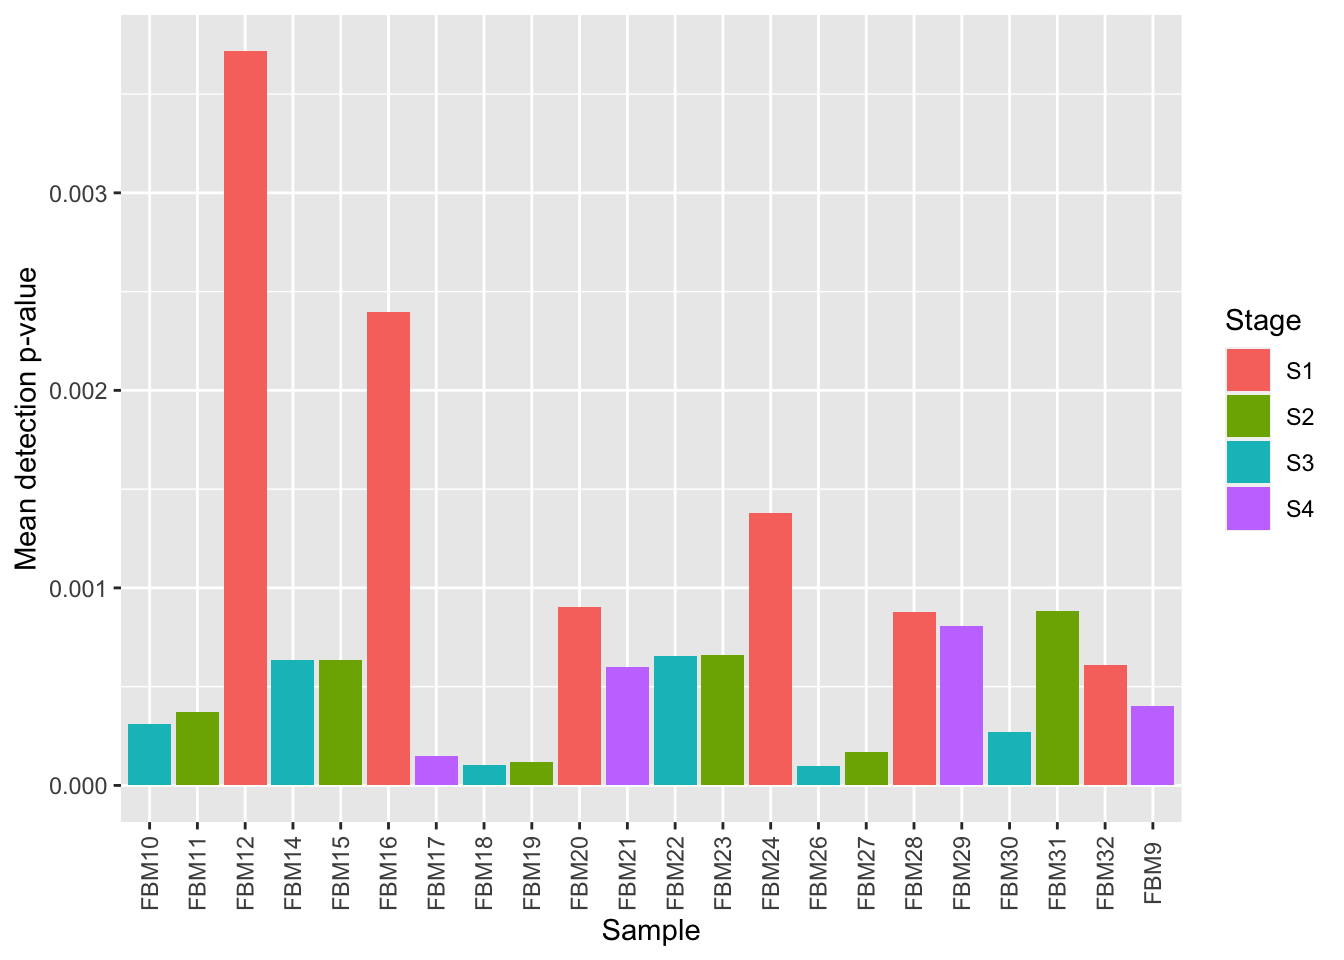 Mean detection p-value
0.003
0.002
0.001
0.000
FBM10
FBM11
FBM12
FBM14
FBM15
FBM16
FBM17
FBM18
FBM19
FBM20
FBM21
FBM22
FBM23
FBM24
FBM26
FBM27
FBM28
FBM29
FBM30
FBM31
FBM32
FBM9
Sample
Stage
S1
S2
S3
S4